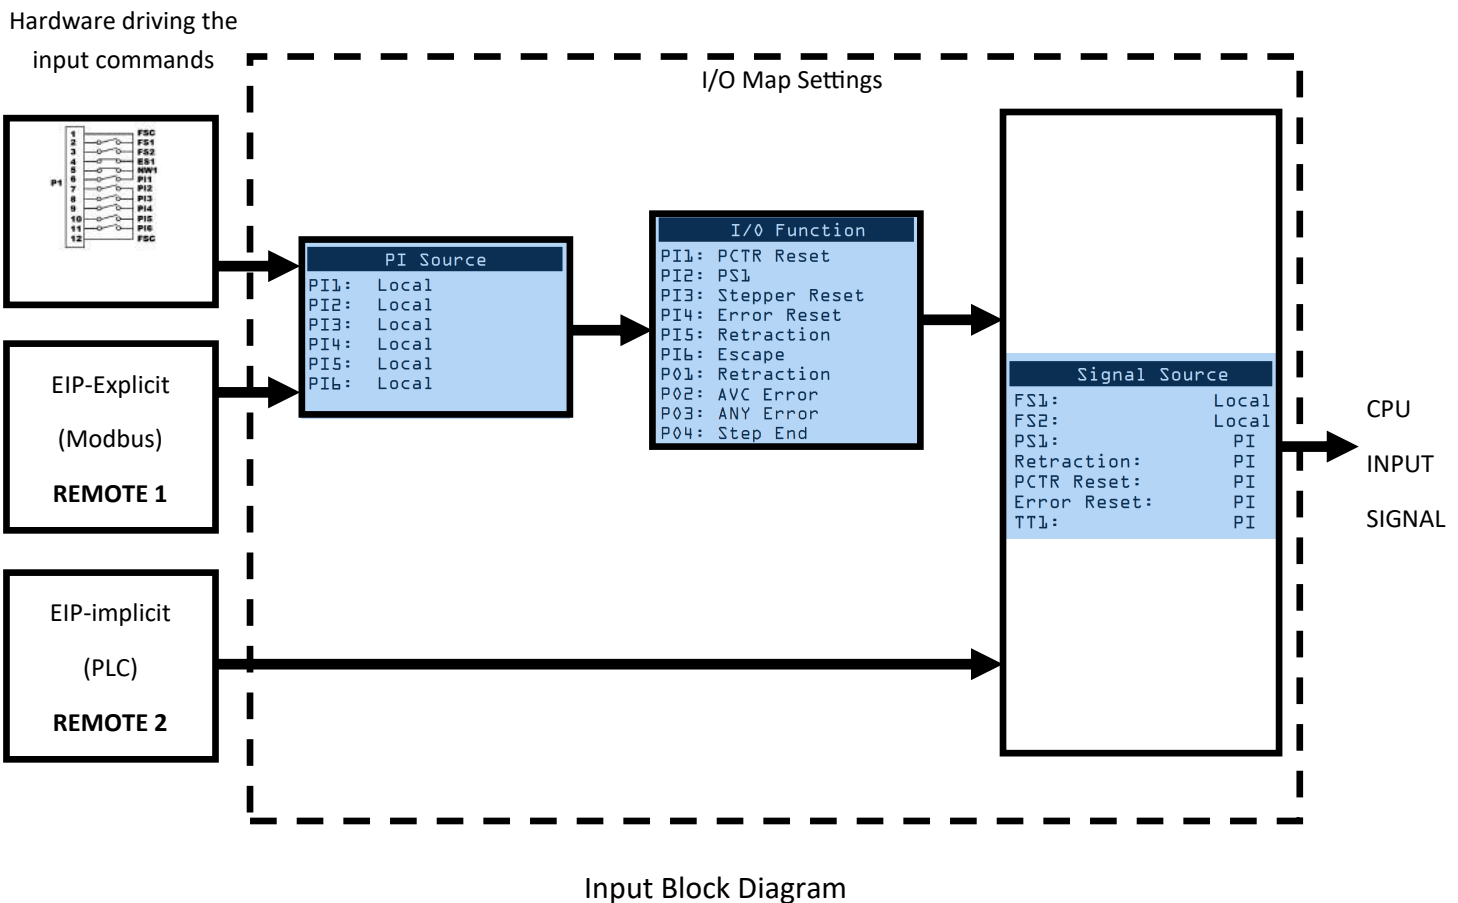 Hardware driving the
input commands
I/O Map Settings
P1
1 FSC
2 FS1
3 FS2
4 ES1
5 NW1
6 PI1
7 PI2
8 PI3
9 PI4
10 PI5
11 PI6
12 FSC
PI Source
PI1: Local
PI2: Local
PI3: Local
PI4: Local
PI5: Local
PI6: Local
I/O Function
PI1: PCTR Reset
PI2: PS1
PI3: Stepper Reset
PI4: Error Reset
PI5: Retraction
PI6: Escape
PO1: Retraction
PO2: AVC Error
PO3: ANY Error
PO4: Step End
Signal Source
FS1: Local
FS2: Local
PS1: PI
Retraction: PI
PCTR Reset: PI
Error Reset: PI
TT1: PI
EIP-Explicit
(Modbus)
REMOTE 1
EIP-implicit
(PLC)
REMOTE 2
CPU
INPUT
SIGNAL
Input Block Diagram